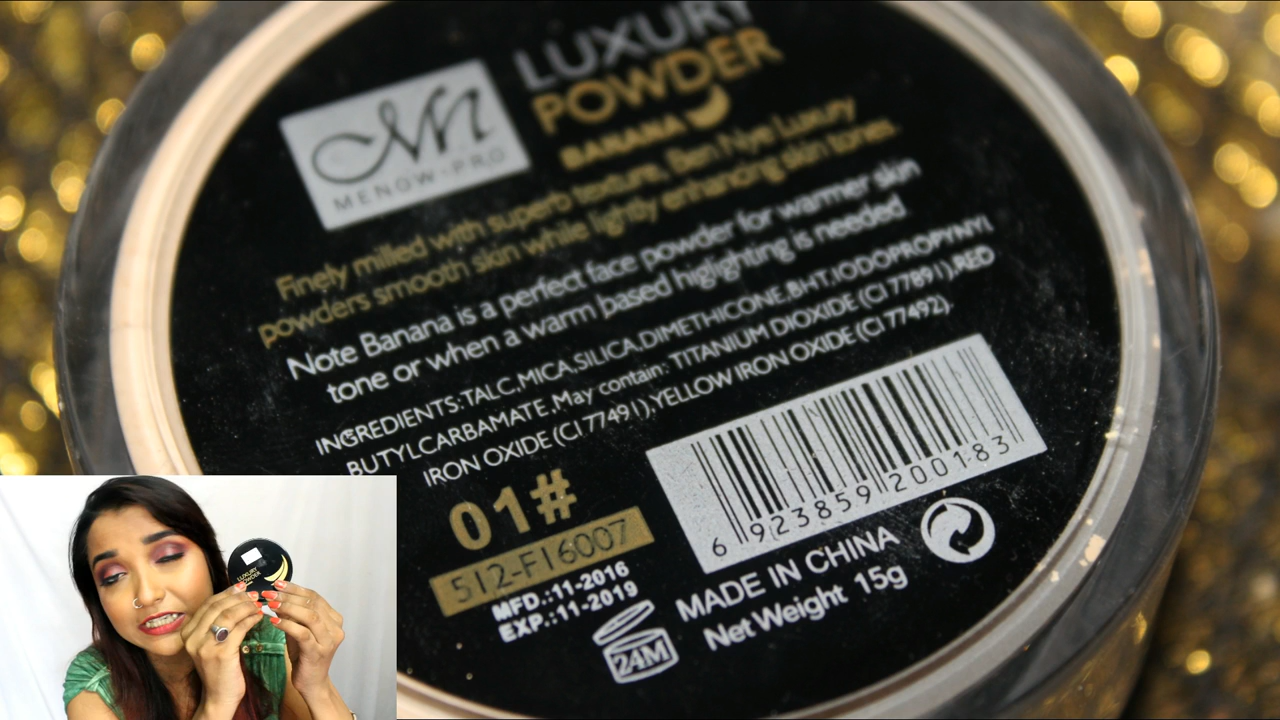 LUXURY
POWDER
BANANA
MN
MENOW-PRO
Finely milled with superb texture, Ben Nye Luxury
powders smooth skin while lightly enhancing skin tones.
Note Banana is a perfect face powder for warmer skin
tone or when a warm based higlighting is needed
INGREDIENTS:TALC,MICA,SILICA,DIMETHICONE,BHT,IODOPROPYNYL
BUTYLCARBAMATE,May contain: TITANIUM DIOXIDE (CI 77891),RED
IRON OXIDE (CI 77491),YELLOW IRON OXIDE (CI 77492).
01#
512-F16007
MFD.:11-2016
EXP.:11-2019
24M
6 923859 200183
MADE IN CHINA
Net Weight 15g
LUXURY
POWDER